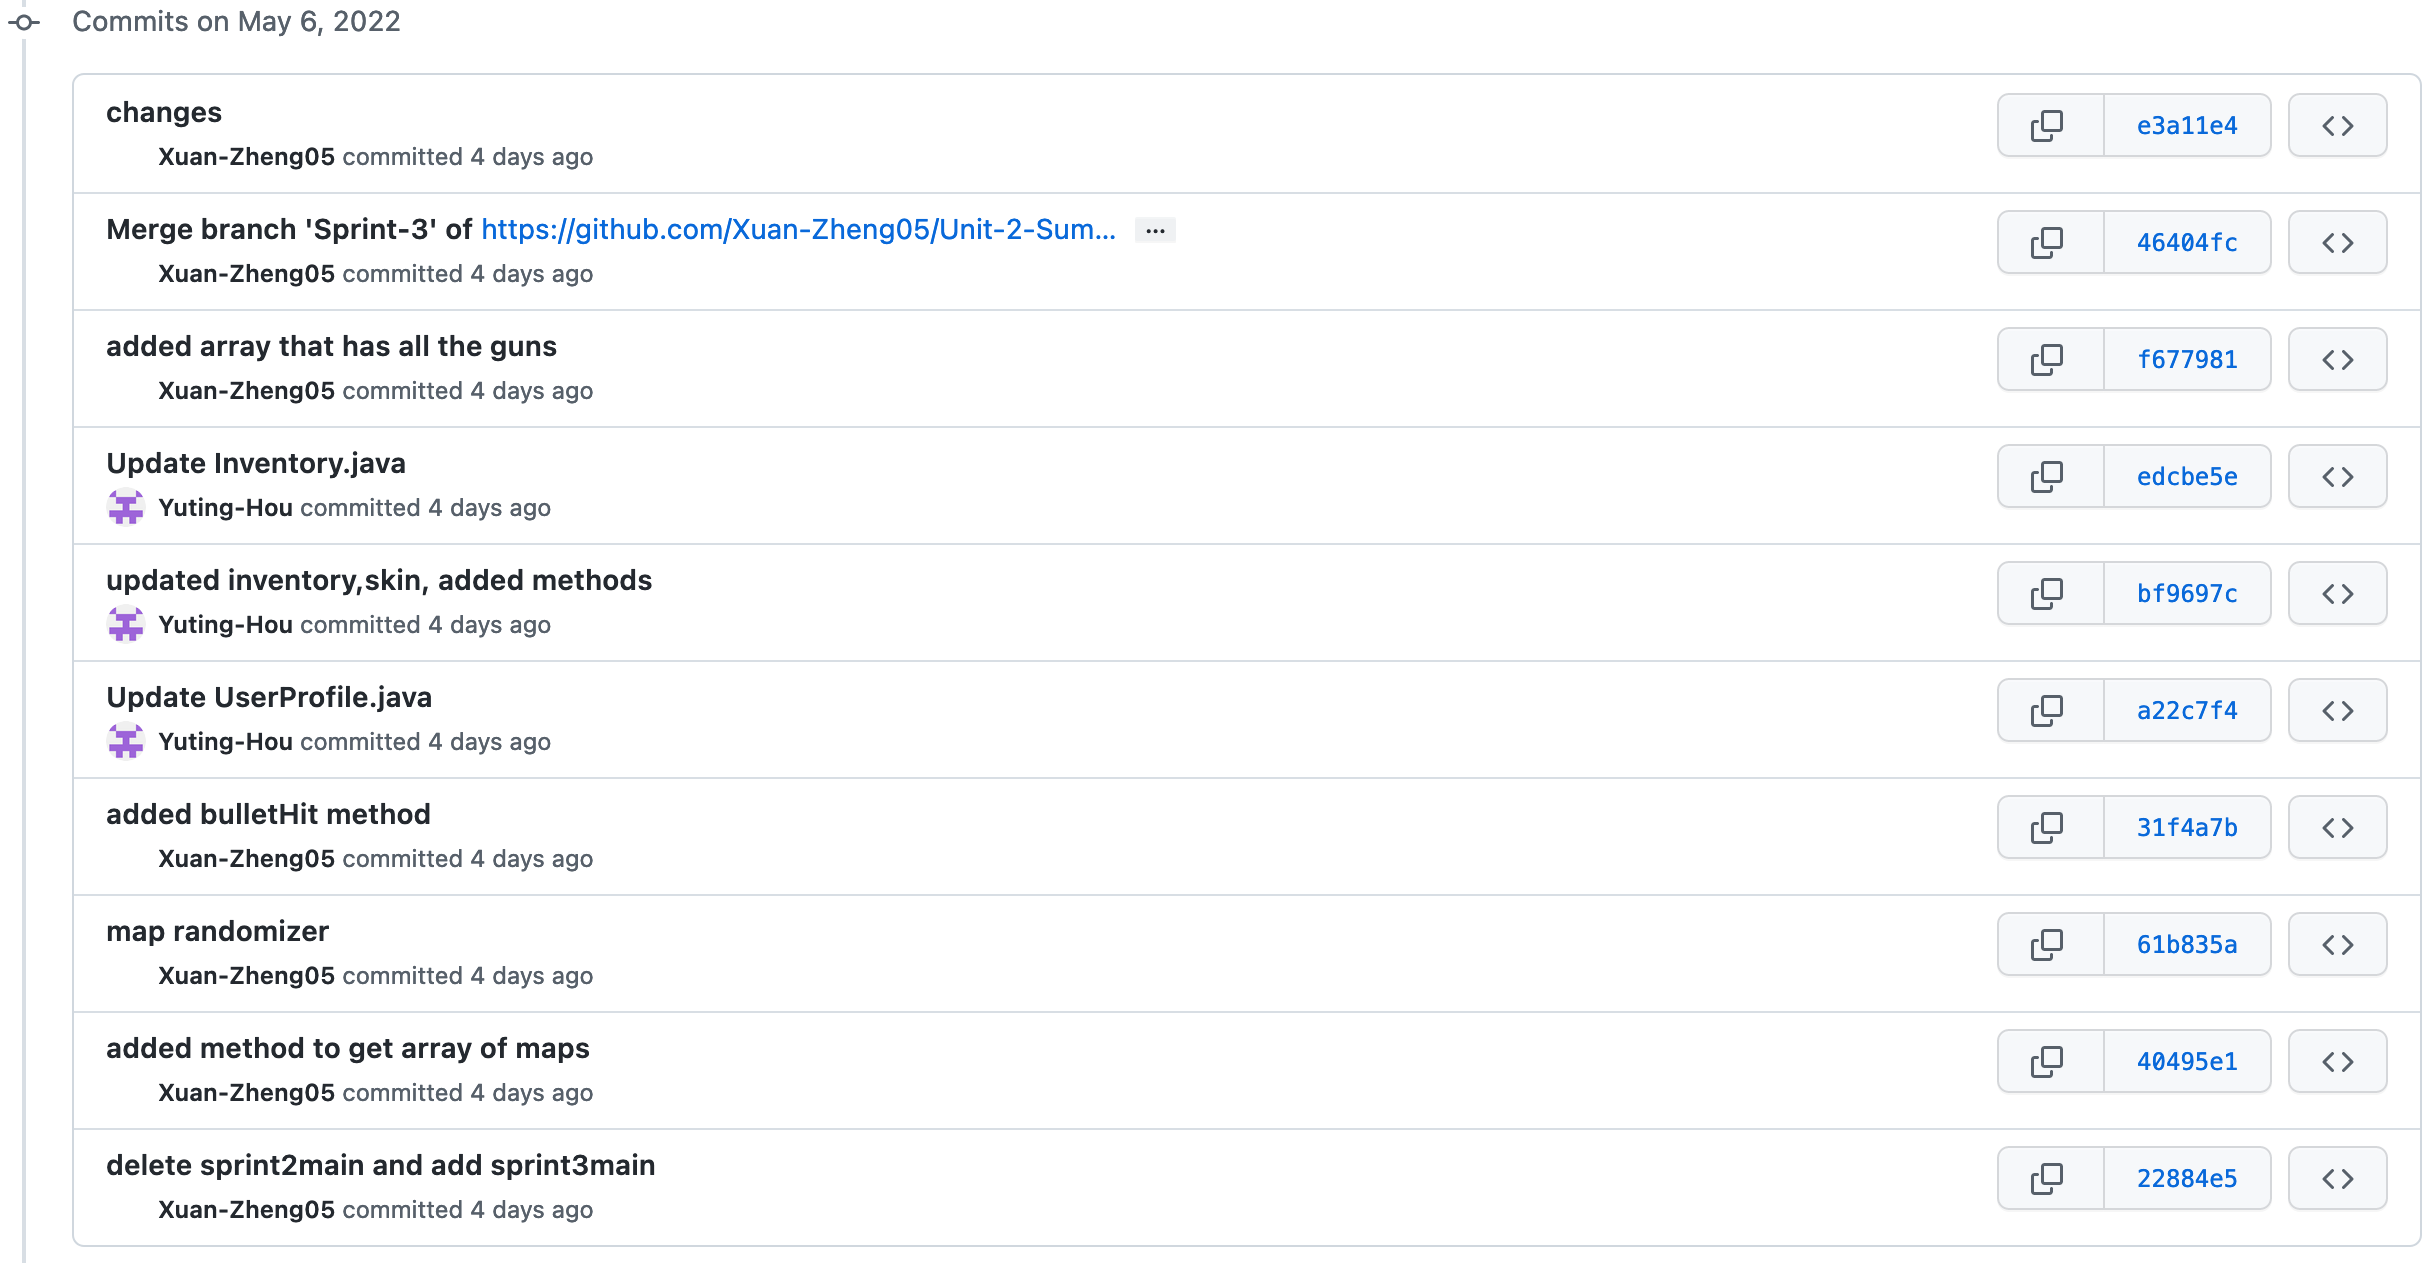 Commits on May 6, 2022
changes
e3a11e4
Xuan-Zheng05 committed 4 days ago
Merge branch 'Sprint-3' of https://github.com/Xuan-Zheng05/Unit-2-Sum... ...
46404fc
Xuan-Zheng05 committed 4 days ago
added array that has all the guns
f677981
Xuan-Zheng05 committed 4 days ago
Update Inventory.java
edcbe5e
Yuting-Hou committed 4 days ago
updated inventory,skin, added methods
bf9697c
Yuting-Hou committed 4 days ago
Update UserProfile.java
a22c7f4
Yuting-Hou committed 4 days ago
added bulletHit method
31f4a7b
Xuan-Zheng05 committed 4 days ago
map randomizer
61b835a
Xuan-Zheng05 committed 4 days ago
added method to get array of maps
40495e1
Xuan-Zheng05 committed 4 days ago
delete sprint2main and add sprint3main
22884e5
Xuan-Zheng05 committed 4 days ago